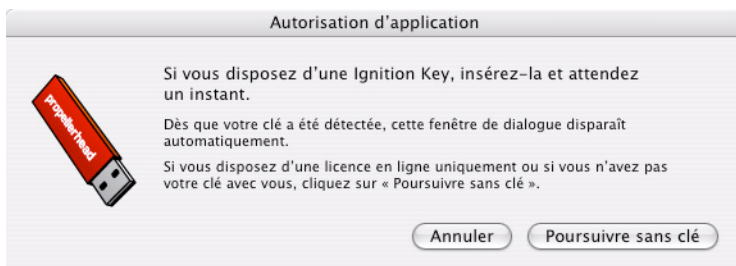 Autorisation d'application
Si vous disposez d'une Ignition Key, insérez-la et attendez
un instant.
Dès que votre clé a été détectée, cette fenêtre de dialogue disparaît
automatiquement.
Si vous disposez d'une licence en ligne uniquement ou si vous n'avez pas
votre clé avec vous, cliquez sur « Poursuivre sans clé ».
propellerhead
Annuler
Poursuivre sans clé